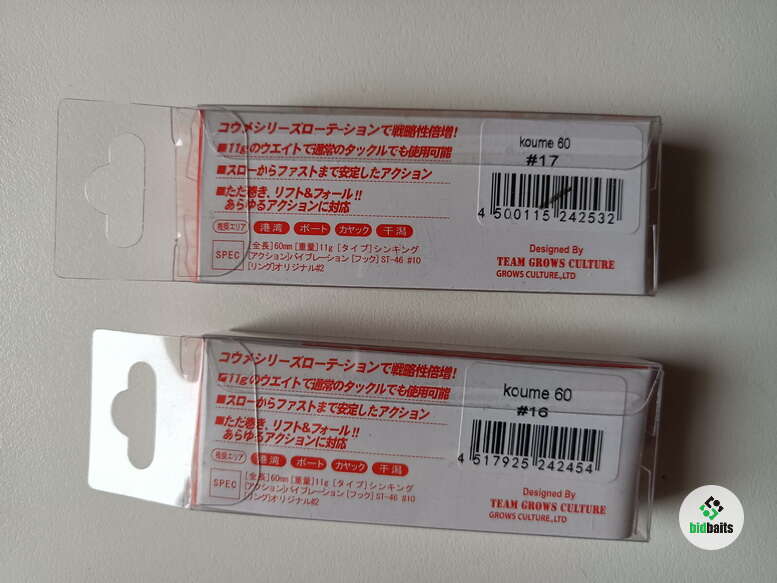 コウメシリーズローテーションで戦略性倍増!
■11gのウエイトで通常のタックルでも使用可能
■スローからファストまで安定したアクション
■ただ巻き、リフト&フォール!!
あらゆるアクションに対応
推奨エリア 港湾 ボート カヤック 干潟
SPEC
[全長]60mm [重量]11g [タイプ]シンキング
[アクション]バイブレーション [フック]ST-46 #10
[リング]オリジナル#2
koume 60
#17
4 500115 242532
Designed By
TEAM GROWS CULTURE
GROWS CULTURE.,LTD
コウメシリーズローテーションで戦略性倍増!
■11gのウエイトで通常のタックルでも使用可能
■スローからファストまで安定したアクション
■ただ巻き、リフト&フォール!!
あらゆるアクションに対応
推奨エリア 港湾 ボート カヤック 干潟
SPEC
[全長]60mm [重量]11g [タイプ]シンキング
[アクション]バイブレーション [フック]ST-46 #10
[リング]オリジナル#2
koume 60
#16
4 517925 242454
Designed By
TEAM GROWS CULTURE
GROWS CULTURE.,LTD
bidbaits